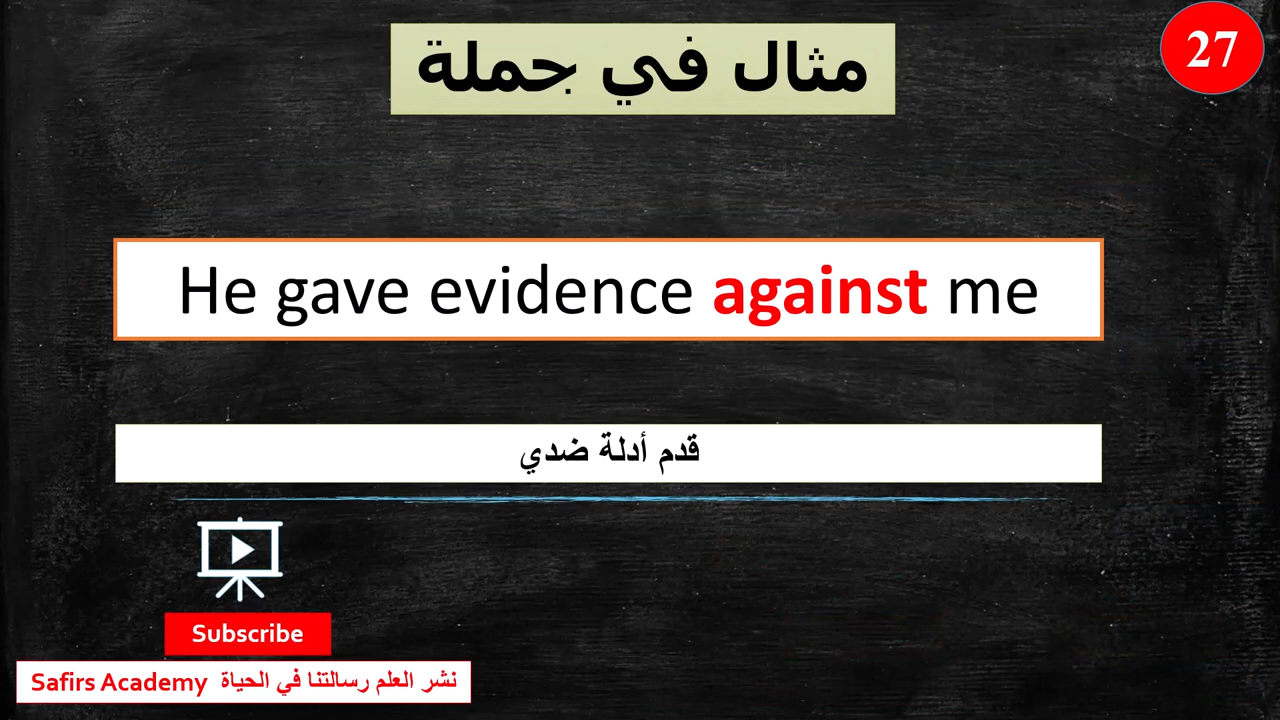 مثال في جملة
27
He gave evidence against me
قدم أدلة ضدي
Subscribe
Safirs Academy نشر العلم رسالتنا في الحياة